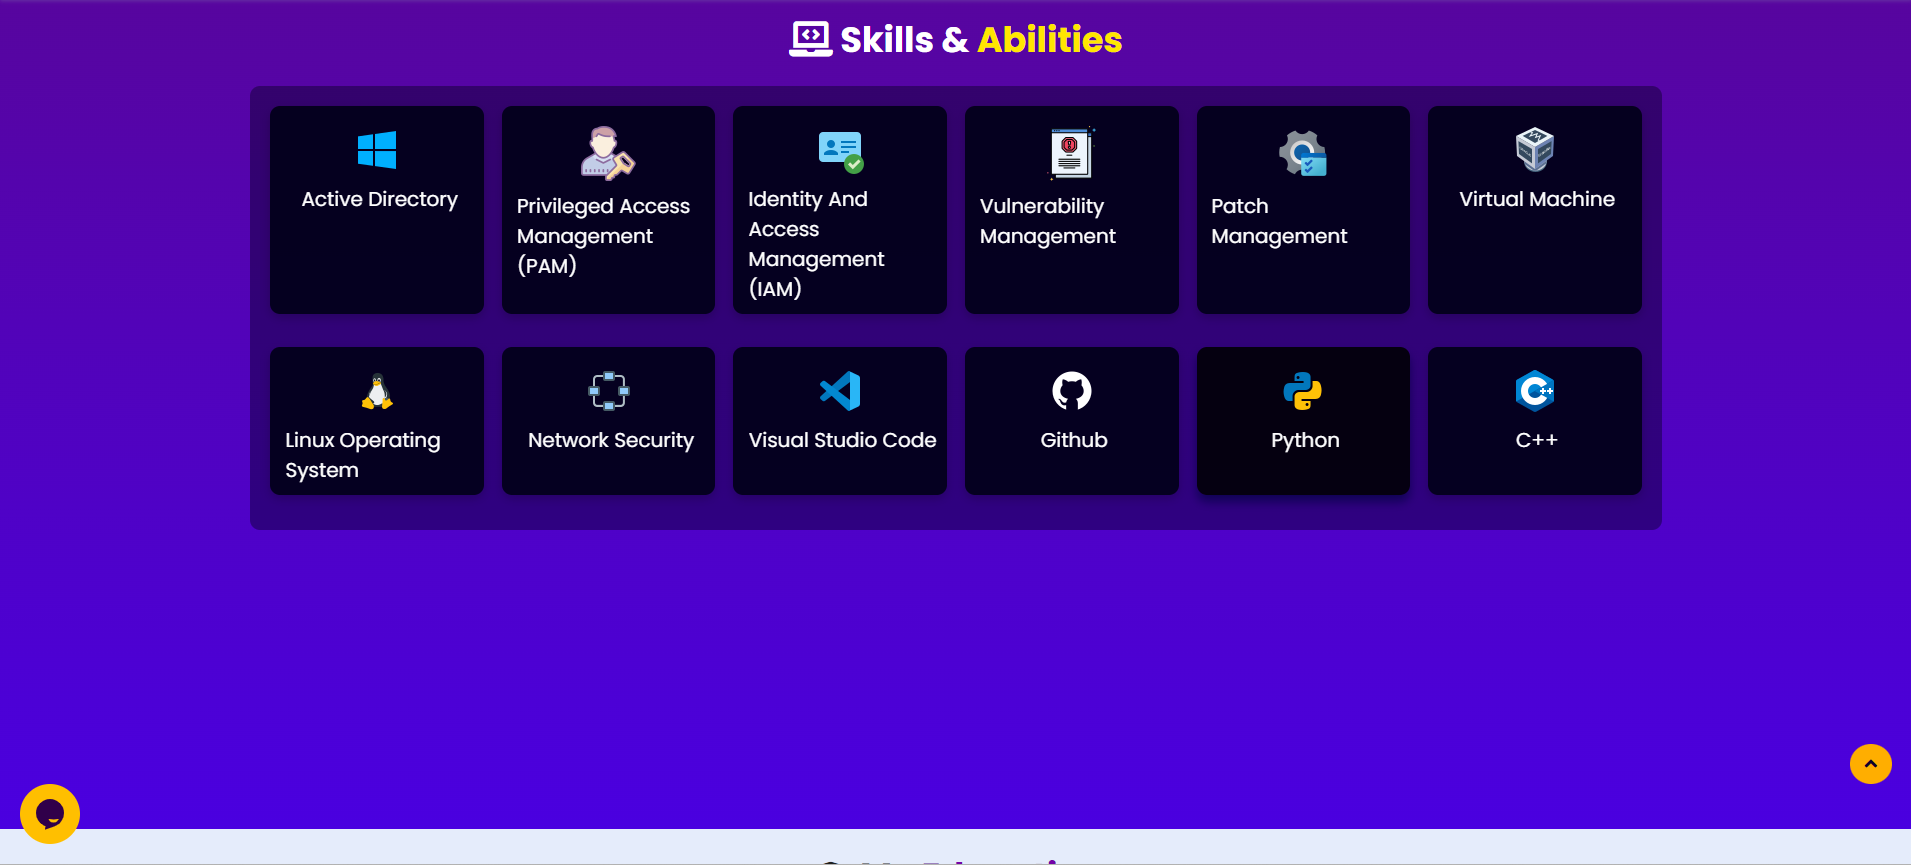 Skills & Abilities
Active Directory
Privileged Access
Management
(PAM)
Identity And
Access
Management
(IAM)
Vulnerability
Management
Patch
Management
Virtual Machine
Linux Operating
System
Network Security
Visual Studio Code
Github
Python
C++